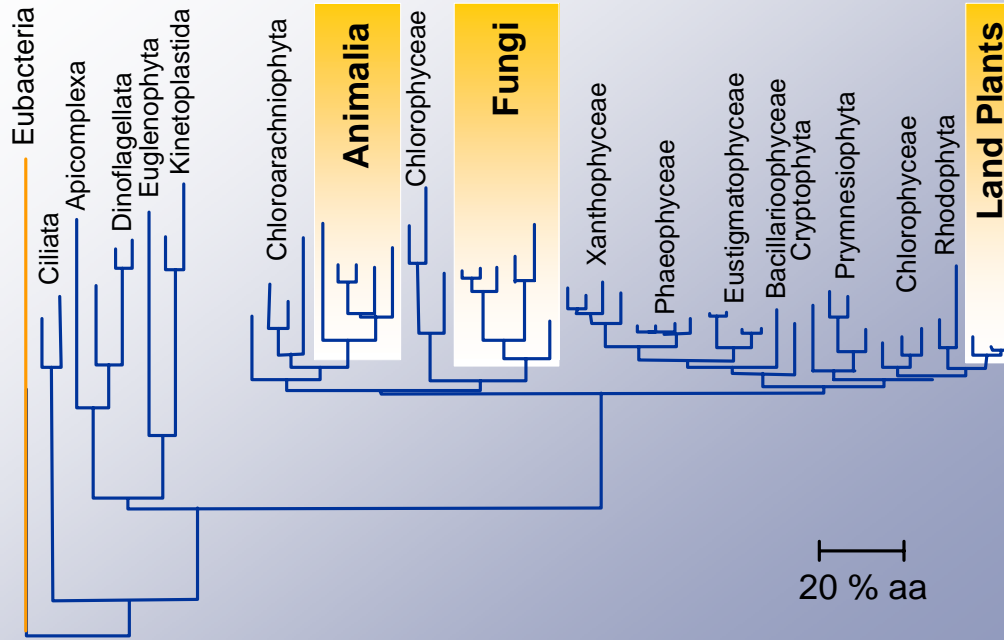 Eubacteria
Ciliata
Apicomplexa
Dinoflagellata
Euglenophyta
Kinetoplastida
Chloroarachniophyta
Animalia
Chlorophyceae
Fungi
Xanthophyceae
Phaeophyceae
Eustigmatophyceae
Bacillarioophyceae
Cryptophyta
Prymnesiophyta
Chlorophyceae
Rhodophyta
Land Plants
20 % aa